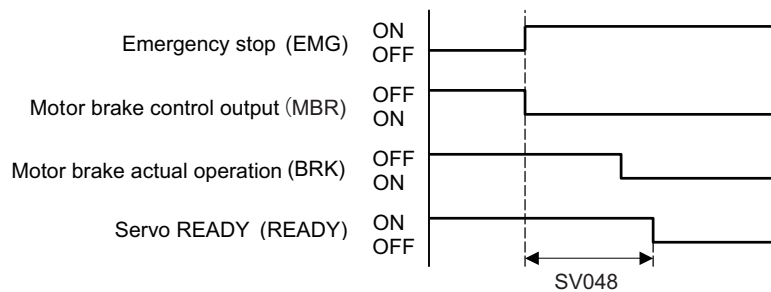 Emergency stop (EMG) ON
OFF
Motor brake control output (MBR) OFF
ON
Motor brake actual operation (BRK) OFF
ON
Servo READY (READY) ON
OFF
SV048